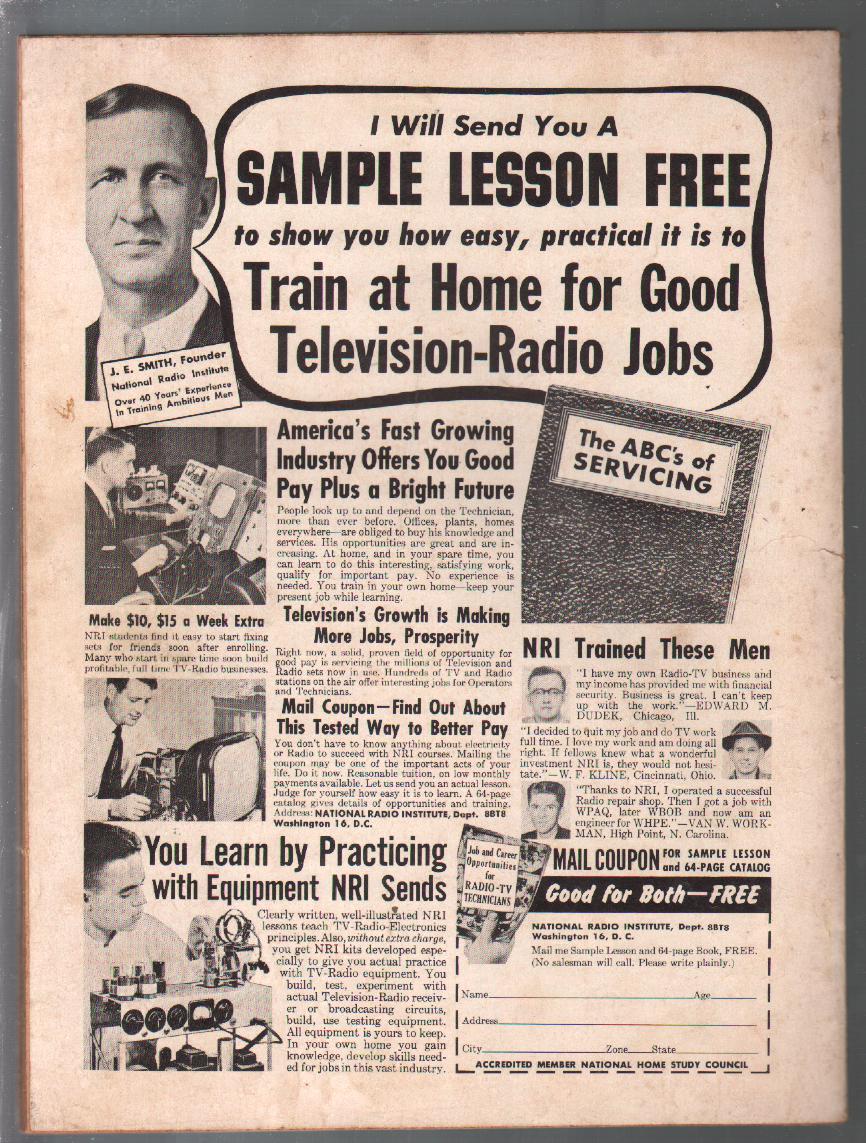 I Will Send You A
SAMPLE LESSON FREE
to show you how easy, practical it is to
Train at Home for Good
Television-Radio Jobs
J. E. SMITH, Founder
National Radio Institute
Over 40 Years' Experience
in Training Ambitious Men
America's Fast Growing
Industry Offers You Good
Pay Plus a Bright Future
People look up to and depend on the Technician,
more than ever before. Offices, plants, homes
everywhere—are obliged to buy his knowledge and
services. His opportunities are great and are in-
creasing. At home, and in your spare time, you
can learn to do this interesting, satisfying work,
qualify for important pay. No experience is
needed. You train in your own home—keep your
present job while learning.
Television's Growth is Making
More Jobs, Prosperity
Right now, a solid, proven field of opportunity for
good pay is servicing the millions of Television and
Radio sets now in use. Hundreds of TV and Radio
stations on the air offer interesting jobs for Operators
and Technicians.
Mail Coupon—Find Out About
This Tested Way to Better Pay
You don't have to know anything about electricity
or Radio to succeed with NRI courses. Mailing the
coupon may be one of the important acts of your
life. Do it now. Reasonable tuition, on low monthly
payments available. Let us send you an actual lesson.
Judge for yourself how easy it is to learn. A 64-page
catalog gives details of opportunities and training.
Address: NATIONAL RADIO INSTITUTE, Dept. 8BT8
Washington 16, D.C.
Make $10, $15 a Week Extra
NRI students find it easy to start fixing
sets for friends soon after enrolling.
Many who start in spare time soon build
profitable, full time TV-Radio businesses.
The ABC's of
SERVICING
NRI Trained These Men
"I have my own Radio-TV business and
my income has provided me with financial
security. Business is great. I can't keep
up with the work."—EDWARD M.
DUDEK, Chicago, Ill.
"I decided to quit my job and do TV work
full time. I love my work and am doing all
right. If fellows knew what a wonderful
investment NRI is, they would not hesi-
tate."—W. F. KLINE, Cincinnati, Ohio.
"Thanks to NRI, I operated a successful
Radio repair shop. Then I got a job with
WPAQ, later WBOB and now am an
engineer for WHPE."—VAN W. WORK-
MAN, High Point, N. Carolina.
You Learn by Practicing
with Equipment NRI Sends
Clearly written, well-illustrated NRI
lessons teach TV-Radio-Electronics
principles. Also, without extra charge,
you get NRI kits developed espe-
cially to give you actual practice
with TV-Radio equipment. You
build, test, experiment with
actual Television-Radio receiv-
er or broadcasting circuits,
build, use testing equipment.
All equipment is yours to keep.
In your own home you gain
knowledge, develop skills need-
ed for jobs in this vast industry.
Job and Career
Opportunities
for
RADIO-TV
TECHNICIANS
MAIL COUPON FOR SAMPLE LESSON
and 64-PAGE CATALOG
Good for Both—FREE
NATIONAL RADIO INSTITUTE, Dept. 8BT8
Washington 16, D. C.
Mail me Sample Lesson and 64-page Book, FREE.
(No salesman will call. Please write plainly.)
Name Age
Address
City Zone State
ACCREDITED MEMBER NATIONAL HOME STUDY COUNCIL